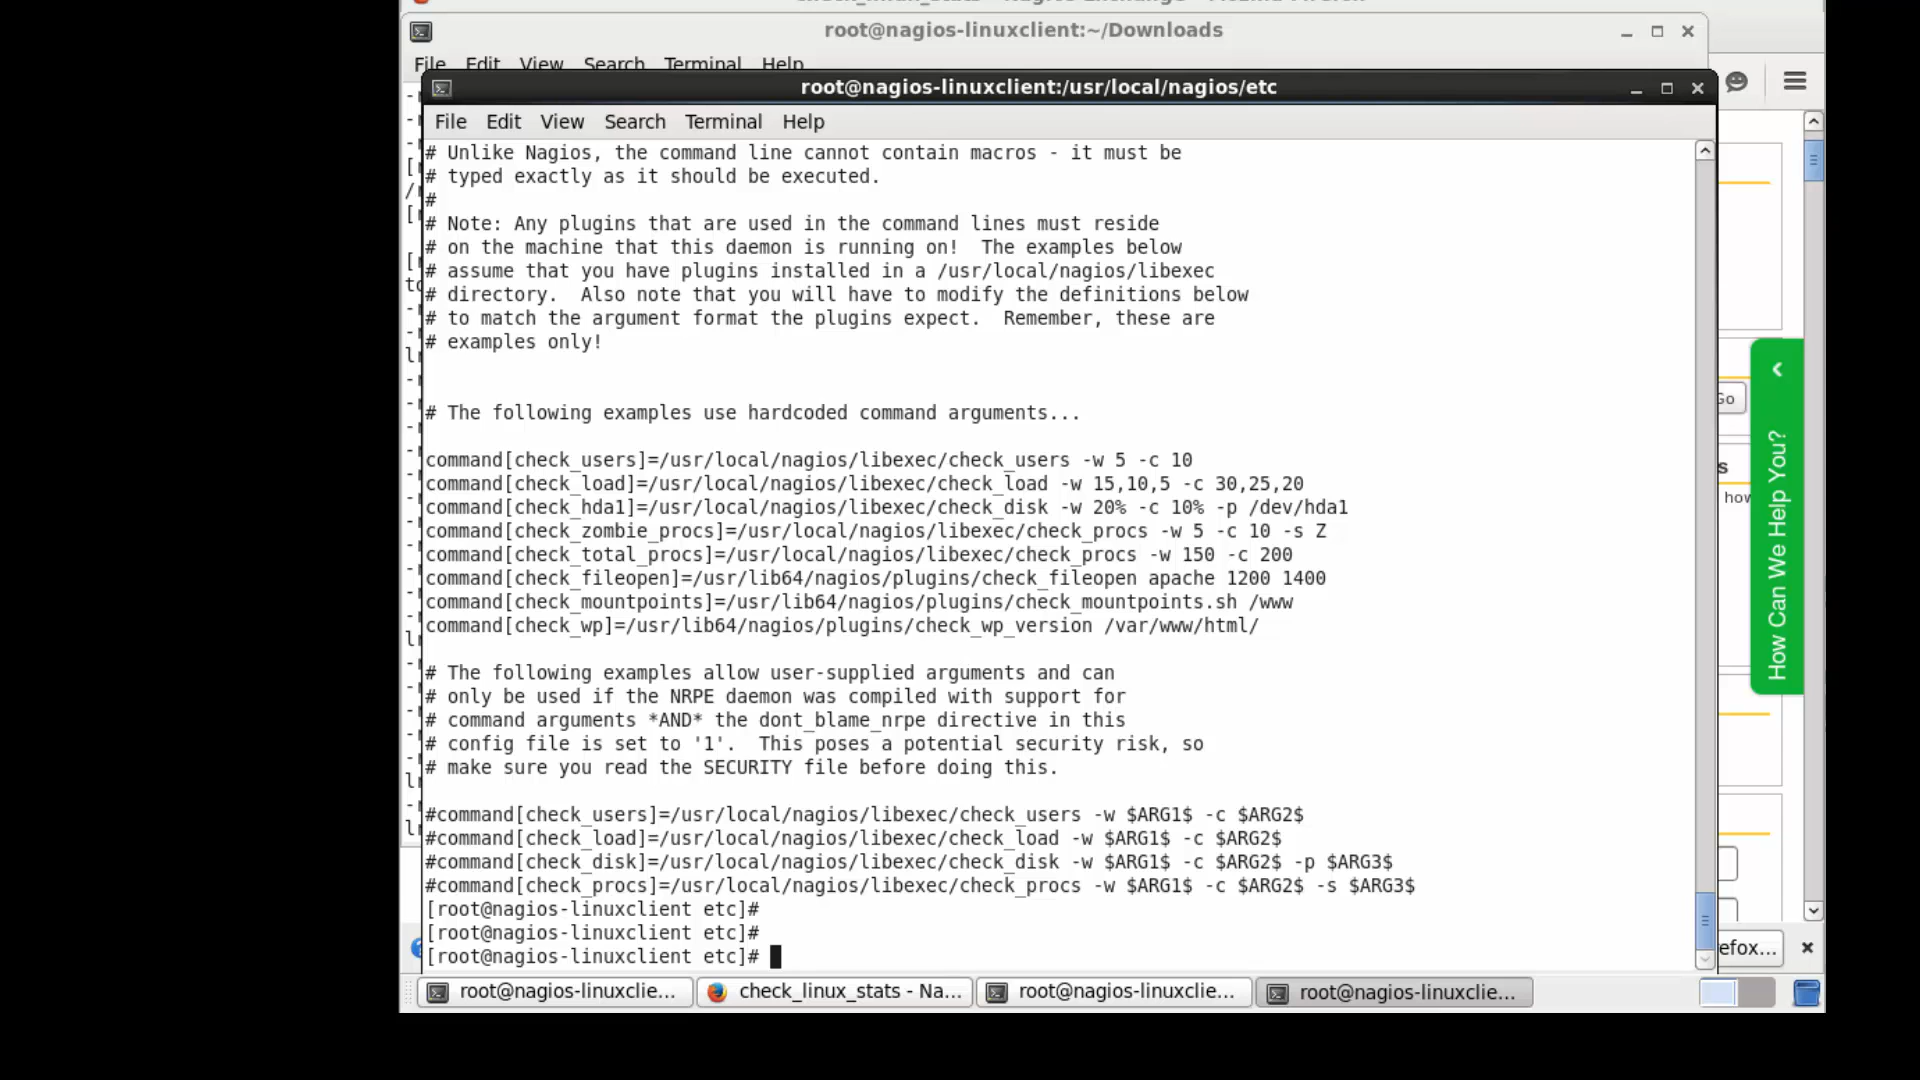 root@nagios-linuxclient:~/Downloads
File Edit View Search Terminal Help
root@nagios-linuxclient:/usr/local/nagios/etc
File Edit View Search Terminal Help
# Unlike Nagios, the command line cannot contain macros - it must be
# typed exactly as it should be executed.
#
# Note: Any plugins that are used in the command lines must reside
# on the machine that this daemon is running on!  The examples below
# assume that you have plugins installed in a /usr/local/nagios/libexec
# directory.  Also note that you will have to modify the definitions below
# to match the argument format the plugins expect.  Remember, these are
# examples only!
# The following examples use hardcoded command arguments...
command[check_users]=/usr/local/nagios/libexec/check_users -w 5 -c 10
command[check_load]=/usr/local/nagios/libexec/check_load -w 15,10,5 -c 30,25,20
command[check_hda1]=/usr/local/nagios/libexec/check_disk -w 20% -c 10% -p /dev/hda1
command[check_zombie_procs]=/usr/local/nagios/libexec/check_procs -w 5 -c 10 -s Z
command[check_total_procs]=/usr/local/nagios/libexec/check_procs -w 150 -c 200
command[check_fileopen]=/usr/lib64/nagios/plugins/check_fileopen apache 1200 1400
command[check_mountpoints]=/usr/lib64/nagios/plugins/check_mountpoints.sh /www
command[check_wp]=/usr/lib64/nagios/plugins/check_wp_version /var/www/html/
# The following examples allow user-supplied arguments and can
# only be used if the NRPE daemon was compiled with support for
# command arguments *AND* the dont_blame_nrpe directive in this
# config file is set to '1'.  This poses a potential security risk, so
# make sure you read the SECURITY file before doing this.
#command[check_users]=/usr/local/nagios/libexec/check_users -w $ARG1$ -c $ARG2$
#command[check_load]=/usr/local/nagios/libexec/check_load -w $ARG1$ -c $ARG2$
#command[check_disk]=/usr/local/nagios/libexec/check_disk -w $ARG1$ -c $ARG2$ -p $ARG3$
#command[check_procs]=/usr/local/nagios/libexec/check_procs -w $ARG1$ -c $ARG2$ -s $ARG3$
[root@nagios-linuxclient etc]#
[root@nagios-linuxclient etc]#
[root@nagios-linuxclient etc]#
How Can We Help You?
how
efox...
root@nagios-linuxclie...
check_linux_stats - Na...
root@nagios-linuxclie...
root@nagios-linuxclie...